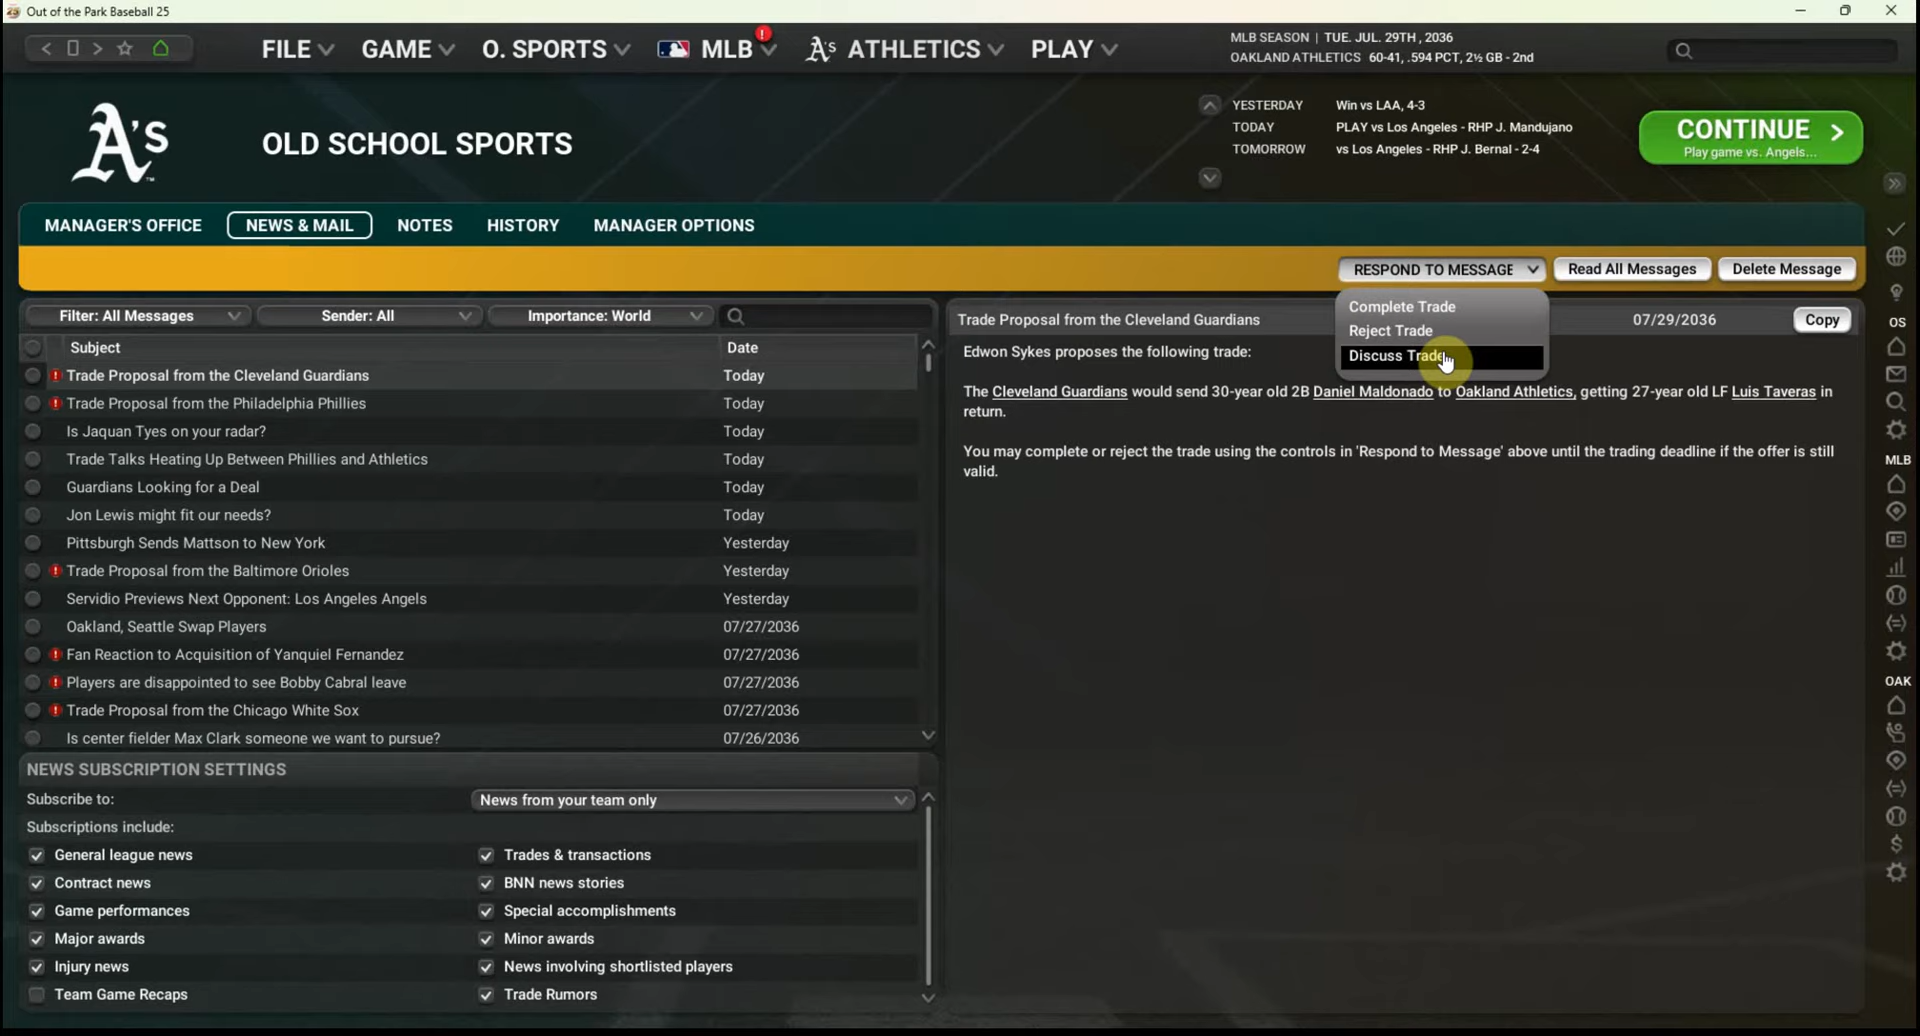 Out of the Park Baseball 25
FILE
GAME
O. SPORTS
MLB
A's ATHLETICS
PLAY
MLB SEASON | TUE. JUL. 29TH , 2036
OAKLAND ATHLETICS 60-41, .594 PCT, 2½ GB - 2nd
A's
OLD SCHOOL SPORTS
YESTERDAY Win vs LAA, 4-3
TODAY PLAY vs Los Angeles - RHP J. Mandujano
TOMORROW vs Los Angeles - RHP J. Bernal - 2-4
CONTINUE
Play game vs. Angels...
MANAGER'S OFFICE
NEWS & MAIL
NOTES
HISTORY
MANAGER OPTIONS
RESPOND TO MESSAGE
Read All Messages
Delete Message
Complete Trade
Reject Trade
Discuss Trade
Filter: All Messages
Sender: All
Importance: World
Subject Date
Trade Proposal from the Cleveland Guardians Today
Trade Proposal from the Philadelphia Phillies Today
Is Jaquan Tyes on your radar? Today
Trade Talks Heating Up Between Phillies and Athletics Today
Guardians Looking for a Deal Today
Jon Lewis might fit our needs? Today
Pittsburgh Sends Mattson to New York Yesterday
Trade Proposal from the Baltimore Orioles Yesterday
Servidio Previews Next Opponent: Los Angeles Angels Yesterday
Oakland, Seattle Swap Players 07/27/2036
Fan Reaction to Acquisition of Yanquiel Fernandez 07/27/2036
Players are disappointed to see Bobby Cabral leave 07/27/2036
Trade Proposal from the Chicago White Sox 07/27/2036
Is center fielder Max Clark someone we want to pursue? 07/26/2036
Trade Proposal from the Cleveland Guardians 07/29/2036 Copy
Edwon Sykes proposes the following trade:
The Cleveland Guardians would send 30-year old 2B Daniel Maldonado to Oakland Athletics, getting 27-year old LF Luis Taveras in
return.
You may complete or reject the trade using the controls in 'Respond to Message' above until the trading deadline if the offer is still
valid.
NEWS SUBSCRIPTION SETTINGS
Subscribe to: News from your team only
Subscriptions include:
General league news Trades & transactions
Contract news BNN news stories
Game performances Special accomplishments
Major awards Minor awards
Injury news News involving shortlisted players
Team Game Recaps Trade Rumors
OS
MLB
OAK